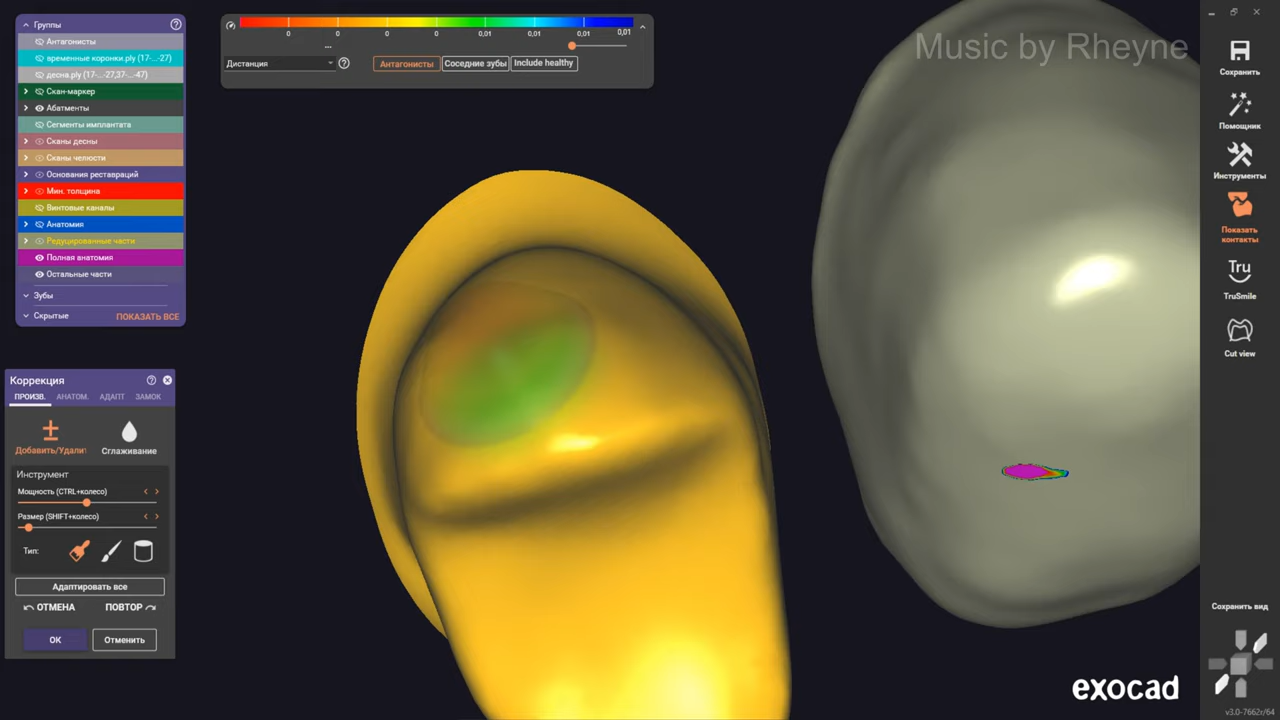 Группы
Антагонисты
временные коронки.ply (17-...-27)
десна.ply (17-...-27,37-...-47)
Скан-маркер
Абатменты
Сегменты имплантата
Сканы десны
Сканы челюсти
Основания реставраций
Мин. толщина
Винтовые каналы
Анатомия
Редуцированные части
Полная анатомия
Остальные части
Зубы
Скрытые ПОКАЗАТЬ ВСЕ
0 0 0 0 0,01 0,01 0,01 0,01
...
Дистанция Антагонисты Соседние зубы Include healthy
Music by Rheyne
Коррекция
ПРОИЗВ. АНАТОМ. АДАПТ ЗАМОК
Добавить/Удалит Сглаживание
Инструмент
Мощность (CTRL+колесо)
Размер (SHIFT+колесо)
Тип:
Адаптировать все
ОТМЕНА ПОВТОР
ОК Отменить
Сохранить
Помощник
Инструменты
Показать
контакты
Tru
TruSmile
Cut view
Сохранить вид
exocad
v3.0-7662r/64